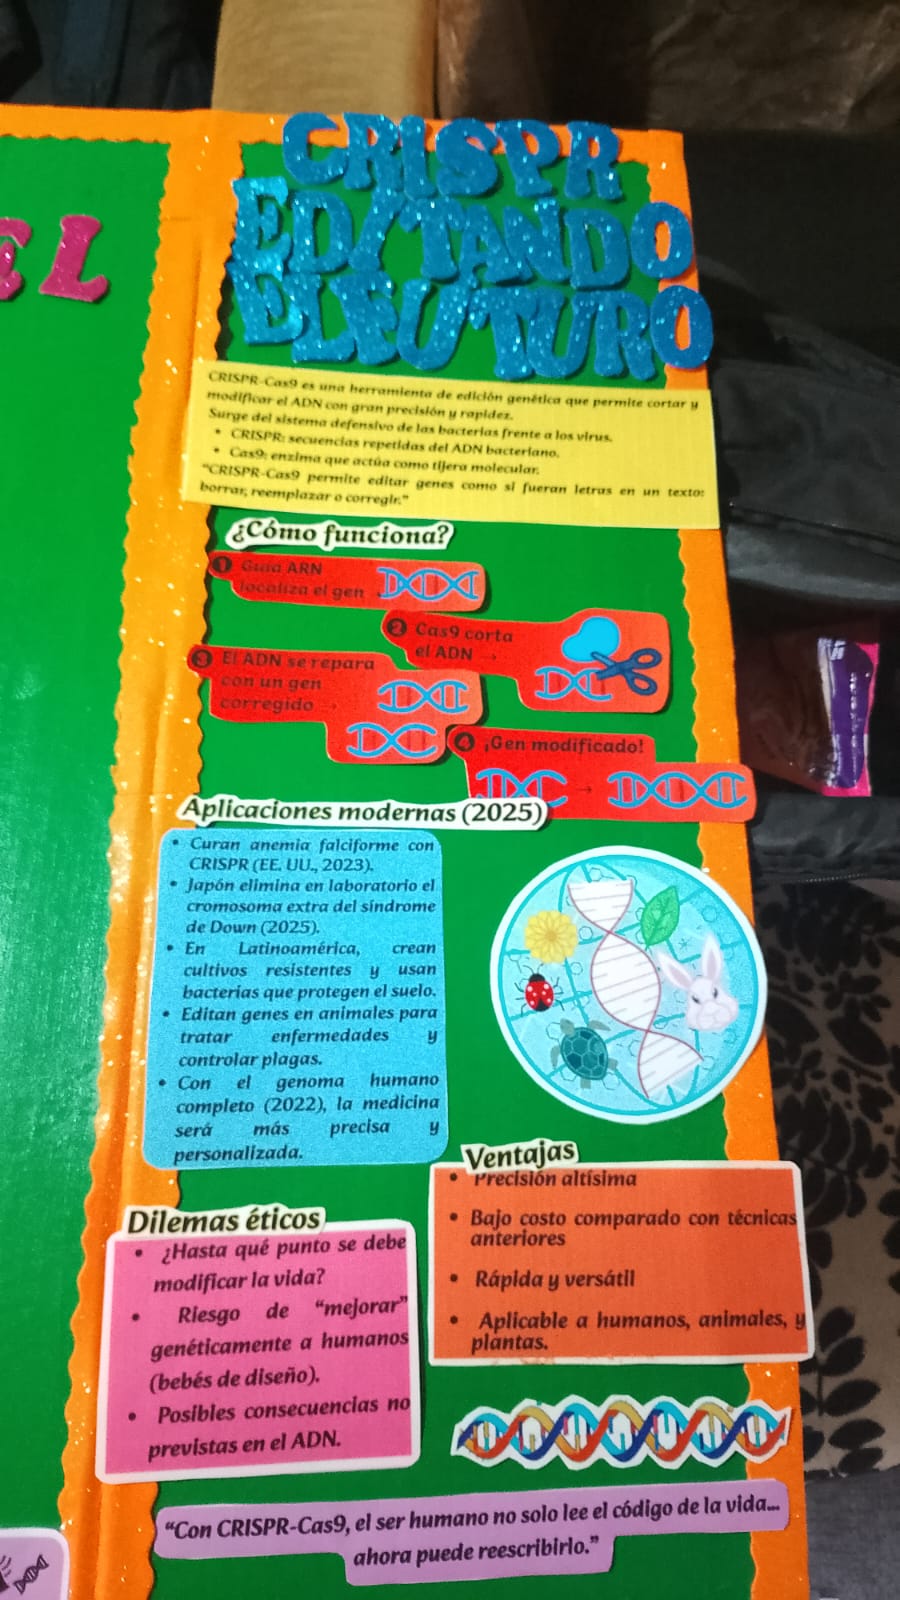 EL
CRISPR
EDITANDO
EL FUTURO
CRISPR-Cas9 es una herramienta de edición genética que permite cortar y
modificar el ADN con gran precisión y rapidez.
Surge del sistema defensivo de las bacterias frente a los virus.
• CRISPR: secuencias repetidas del ADN bacteriano.
• Cas9: enzima que actúa como tijera molecular.
"CRISPR-Cas9 permite editar genes como si fueran letras en un texto:
borrar, reemplazar o corregir."
¿Cómo funciona?
1 Guía ARN
localiza el gen
2 Cas9 corta
el ADN →
3 El ADN se repara
con un gen
corregido →
4 ¡Gen modificado!
→
Aplicaciones modernas (2025)
• Curan anemia falciforme con
CRISPR (EE. UU., 2023).
• Japón elimina en laboratorio el
cromosoma extra del síndrome
de Down (2025).
• En Latinoamérica, crean
cultivos resistentes y usan
bacterias que protegen el suelo.
• Editan genes en animales para
tratar enfermedades y
controlar plagas.
• Con el genoma humano
completo (2022), la medicina
será más precisa y
personalizada.
Ventajas
• Precisión altísima
• Bajo costo comparado con técnicas
anteriores
• Rápida y versátil
• Aplicable a humanos, animales, y
plantas.
Dilemas éticos
• ¿Hasta qué punto se debe
modificar la vida?
• Riesgo de "mejorar"
genéticamente a humanos
(bebés de diseño).
• Posibles consecuencias no
previstas en el ADN.
"Con CRISPR-Cas9, el ser humano no solo lee el código de la vida...
ahora puede reescribirlo."